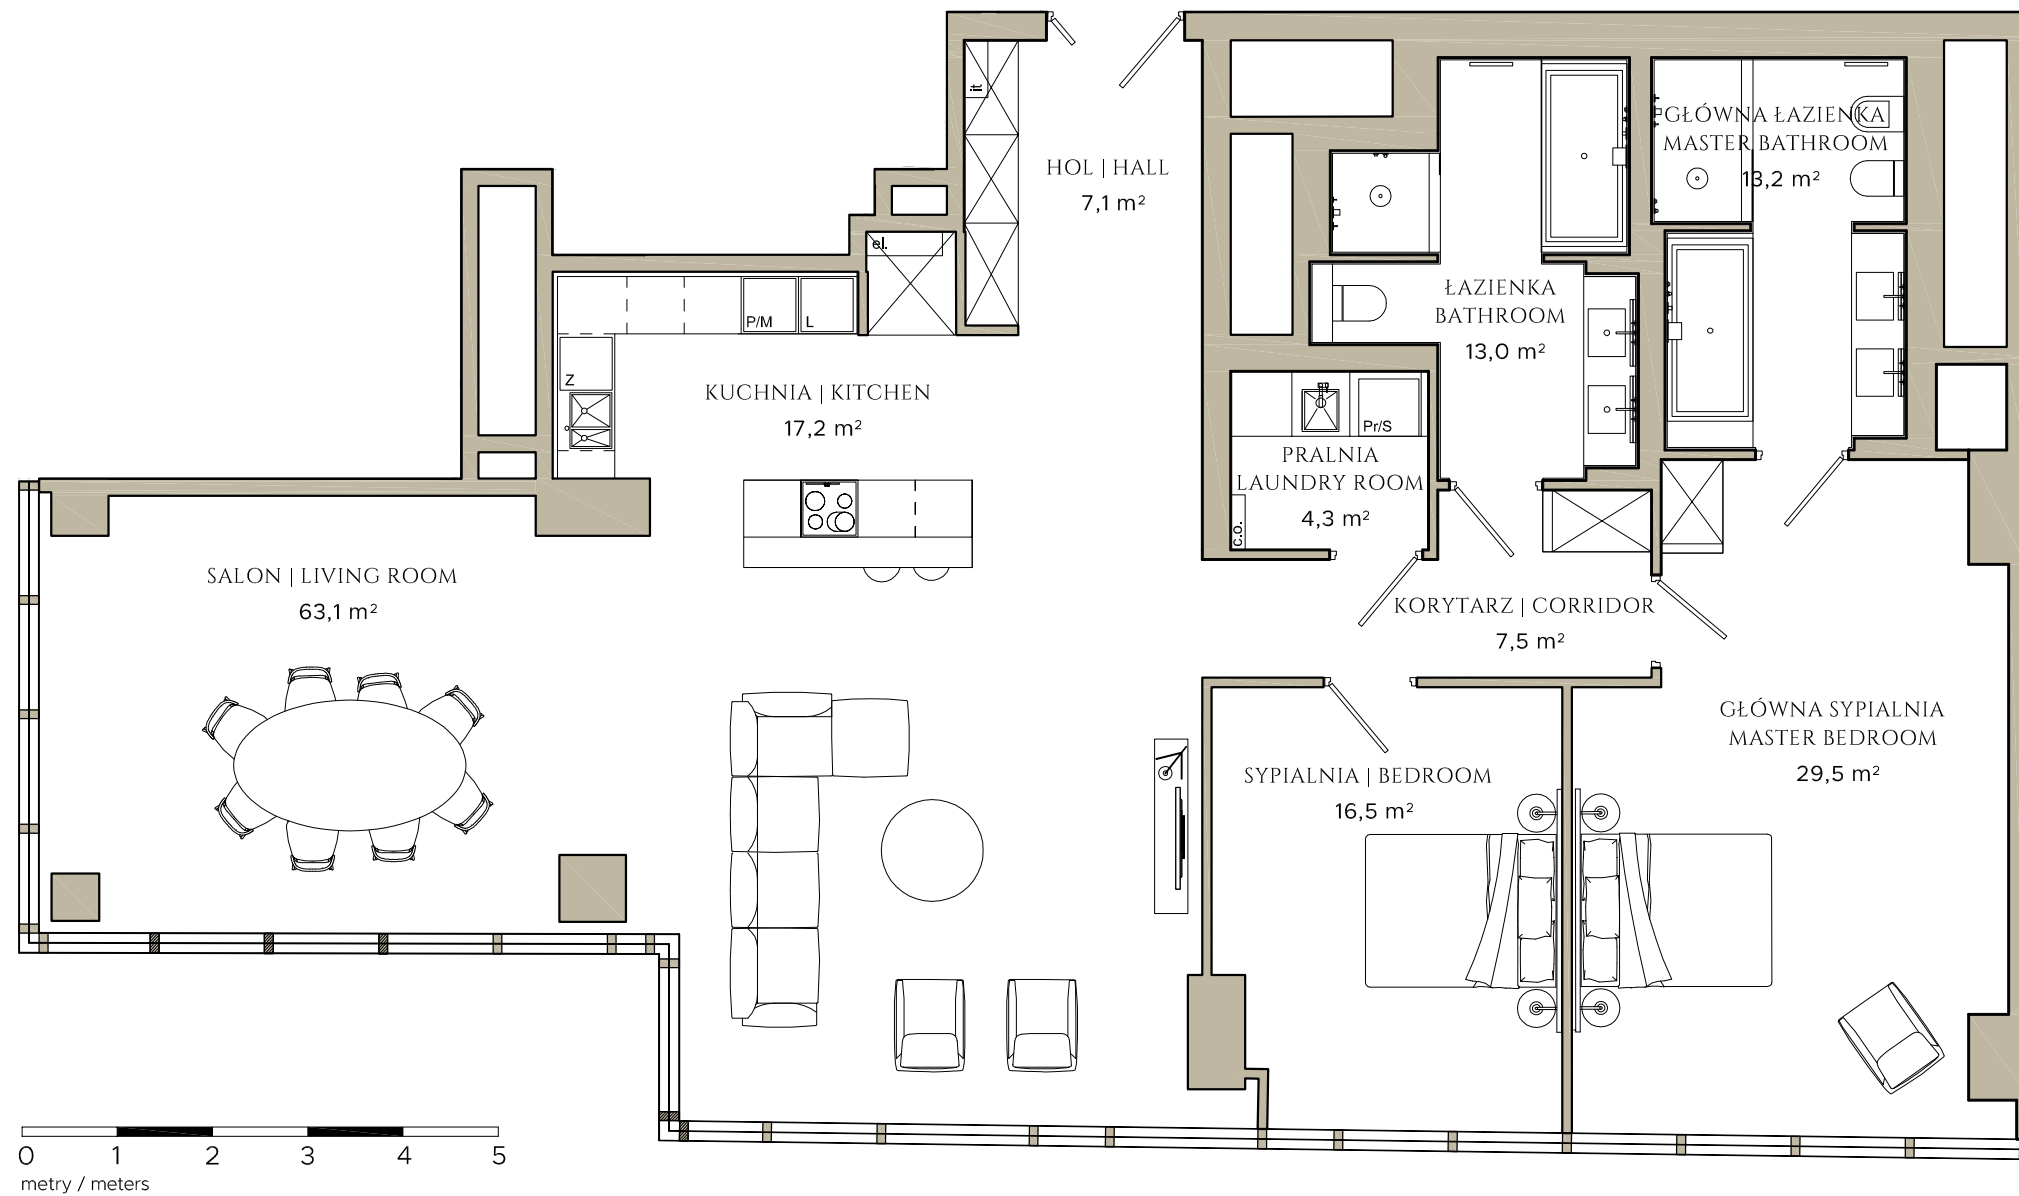 it
HOL | HALL
7,1 m²
GŁÓWNA ŁAZIENKA
MASTER BATHROOM
13,2 m²
el.
ŁAZIENKA
BATHROOM
13,0 m²
P/M
L
Z
KUCHNIA | KITCHEN
17,2 m²
Pr/S
PRALNIA
LAUNDRY ROOM
4,3 m²
c.o.
SALON | LIVING ROOM
63,1 m²
KORYTARZ | CORRIDOR
7,5 m²
GŁÓWNA SYPIALNIA
MASTER BEDROOM
29,5 m²
SYPIALNIA | BEDROOM
16,5 m²
0 1 2 3 4 5
metry / meters